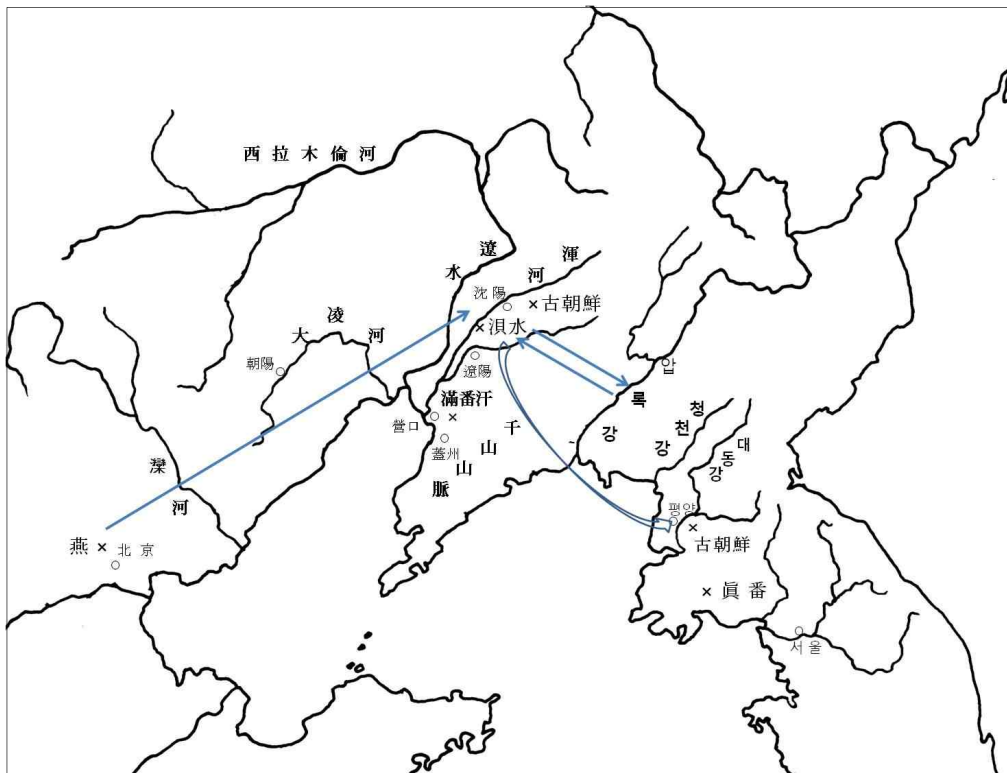 西拉木倫河
遼水
渾河
沈陽
×古朝鮮
×浿水
大凌河
朝陽
遼陽
滿番汗
營口
×
蓋州
千山山脈
압록강
청천강
대동강
灤河
평양
×
古朝鮮
燕×
北京
×眞番
서울